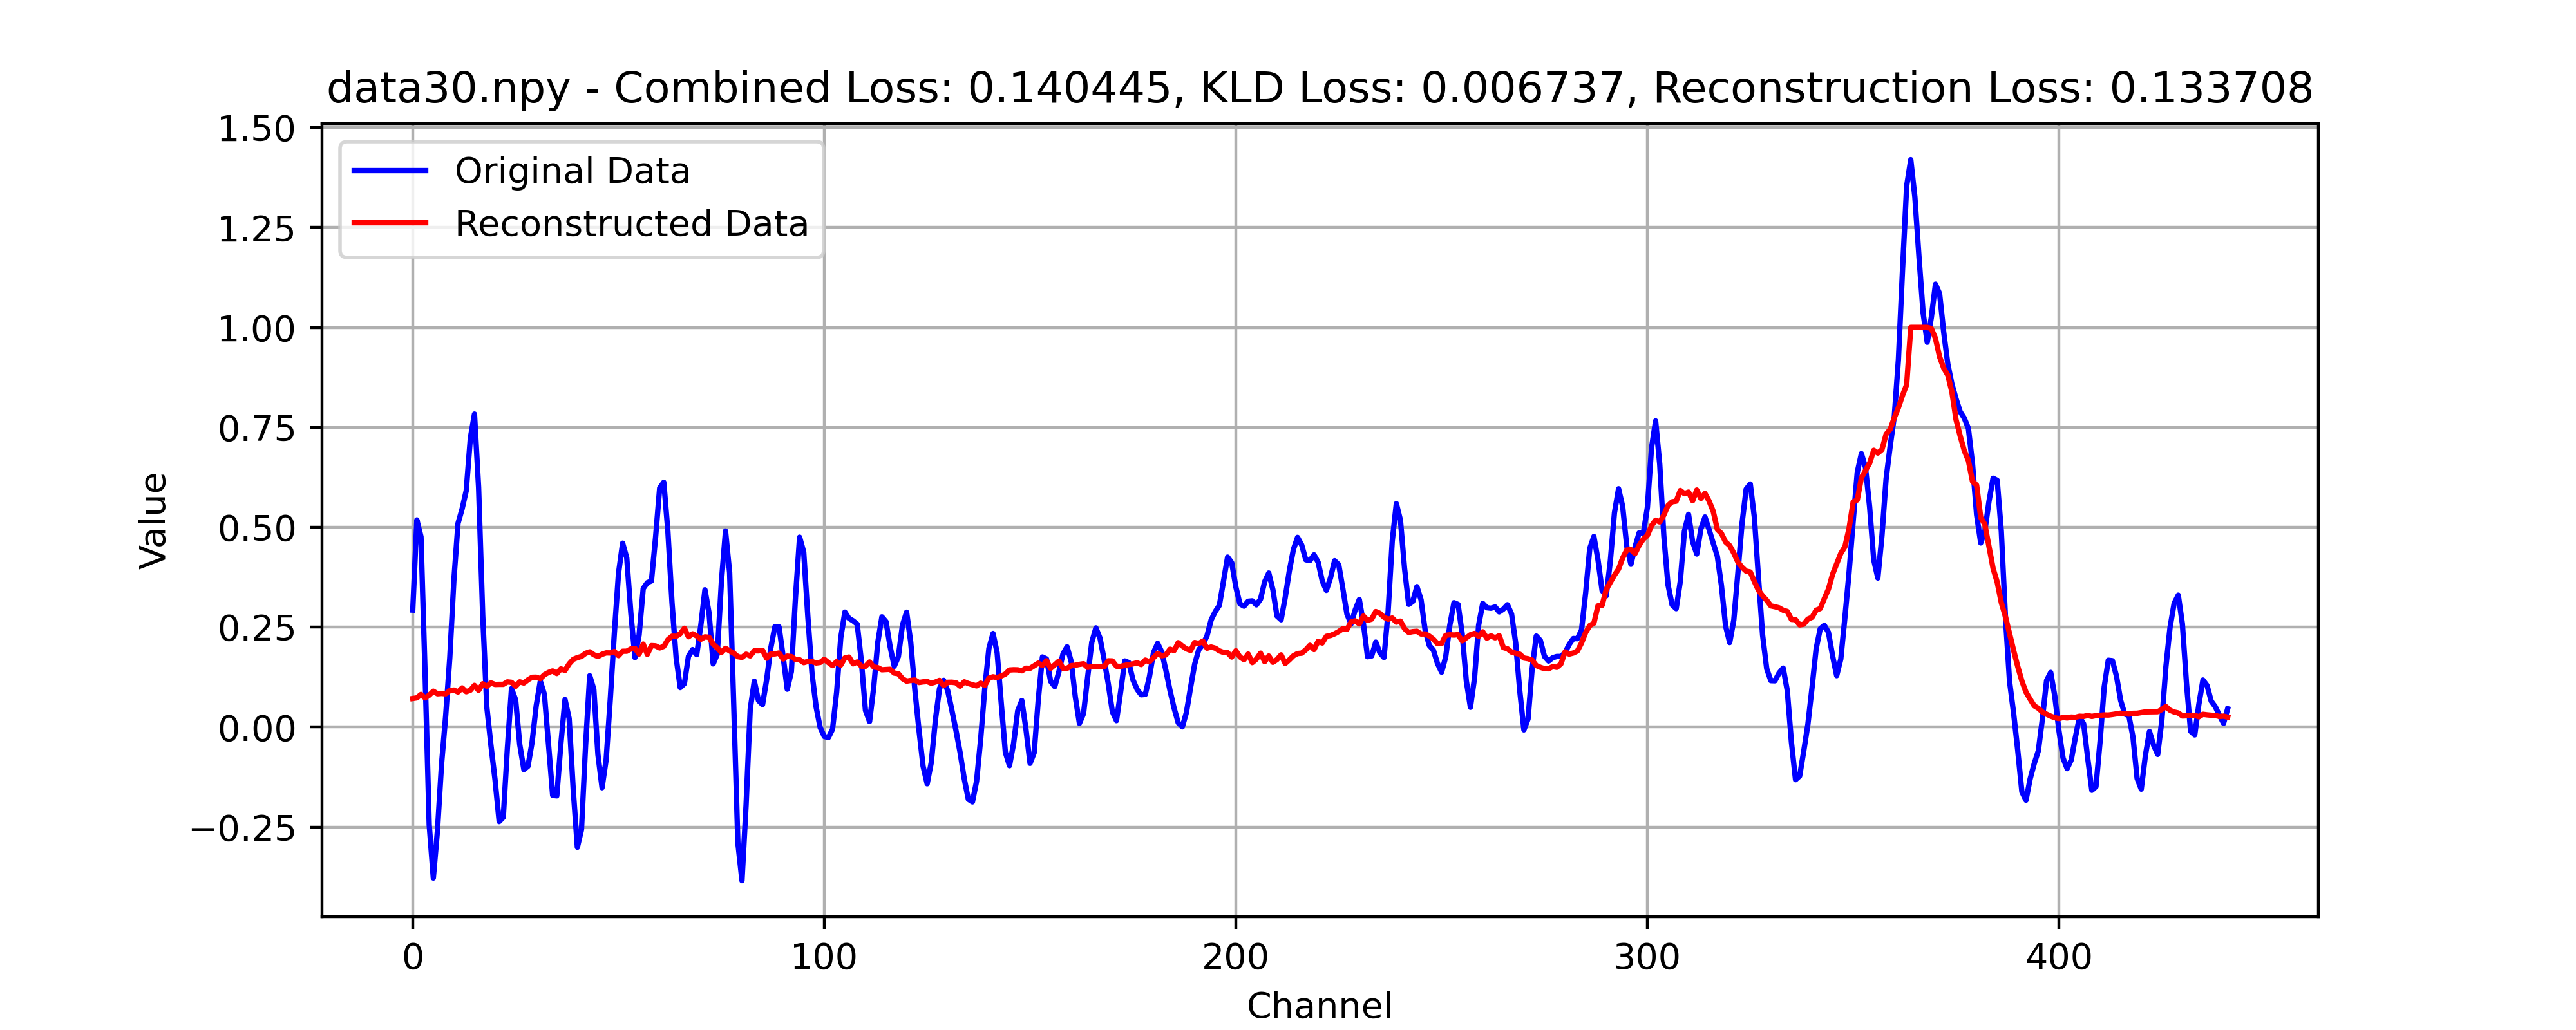 data30.npy - Combined Loss: 0.140445, KLD Loss: 0.006737, Reconstruction Loss: 0.133708
Original Data
Reconstructed Data
1.50
1.25
1.00
0.75
0.50
0.25
0.00
−0.25
Value
0 100 200 300 400
Channel